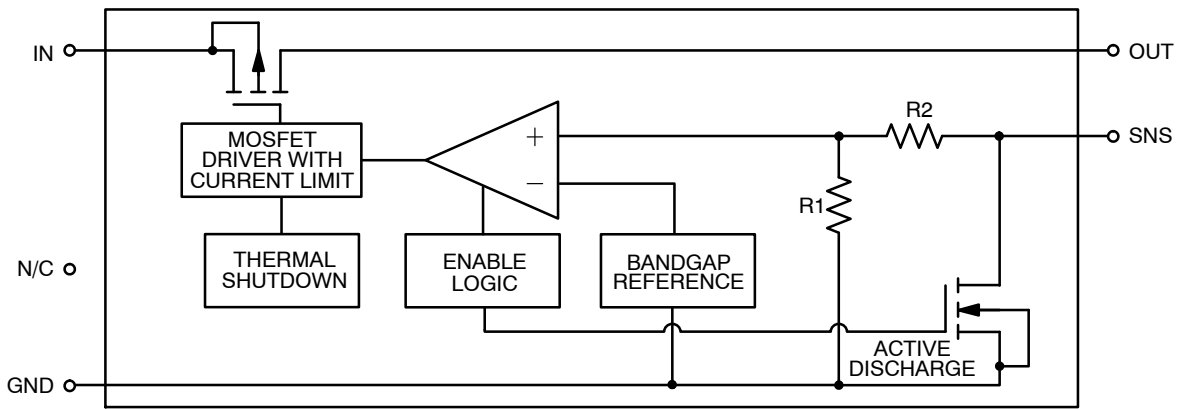 IN
OUT
R2
SNS
+
−
MOSFET
DRIVER WITH
CURRENT LIMIT
R1
THERMAL
SHUTDOWN
ENABLE
LOGIC
BANDGAP
REFERENCE
N/C
ACTIVE
DISCHARGE
GND